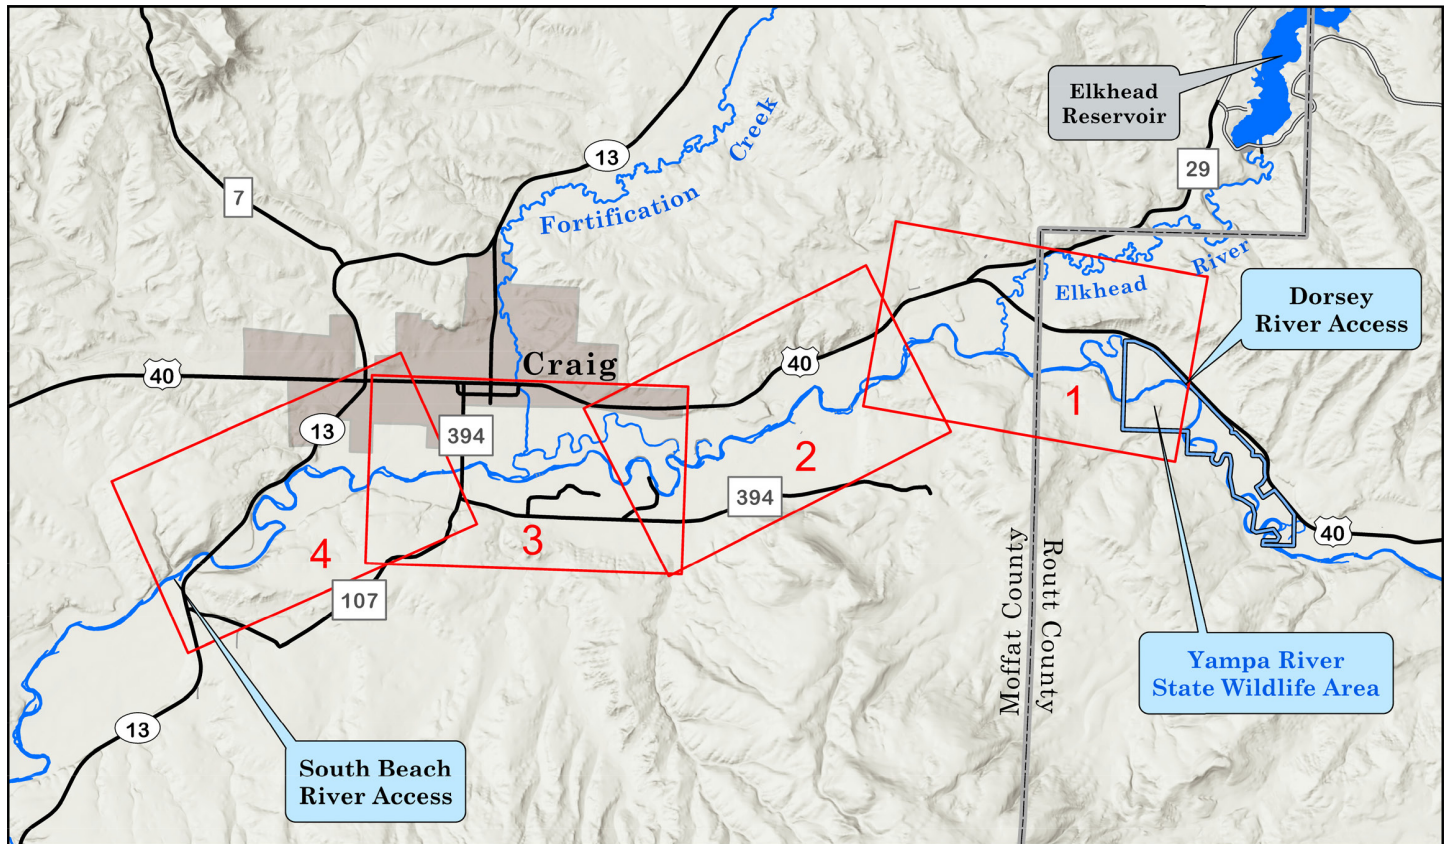 Elkhead
Reservoir
Creek
13
29
7
Fortification
River
Elkhead
Dorsey
River Access
40
Craig
40
1
13
394
2
394
40
3
4
107
Moffat County
Routt County
Yampa River
State Wildlife Area
13
South Beach
River Access